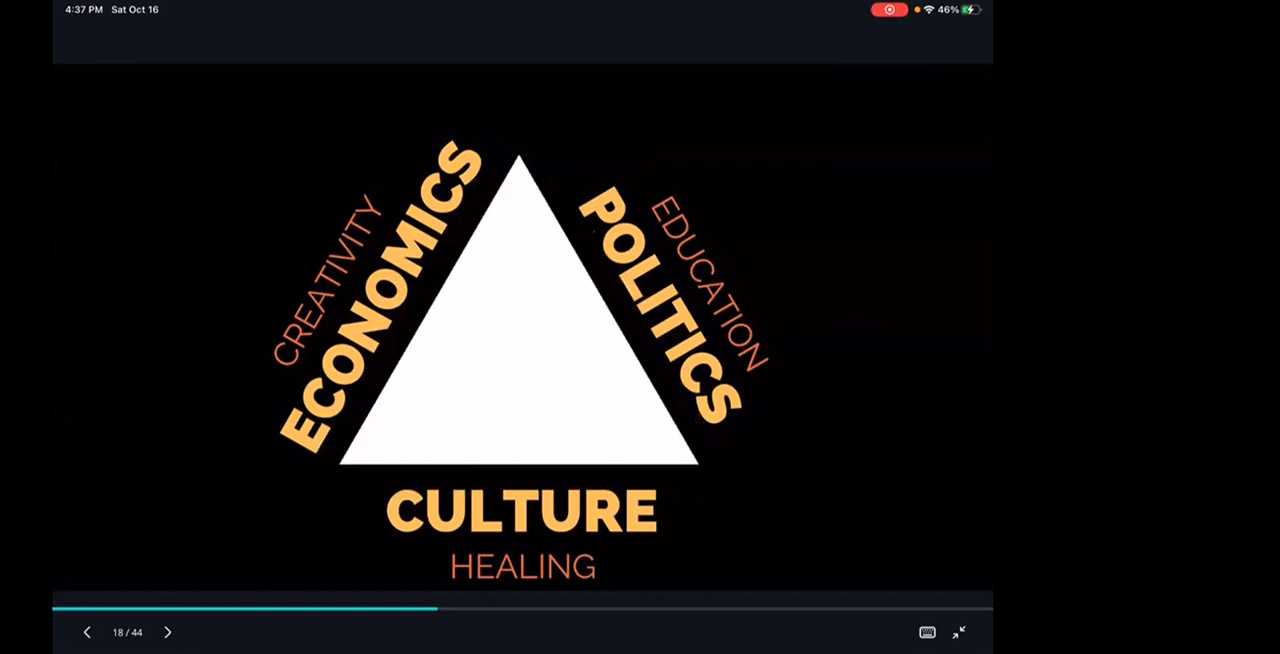 4:37 PM Sat Oct 16
46%
CREATIVITY
ECONOMICS
POLITICS
EDUCATION
CULTURE
HEALING
18 / 44